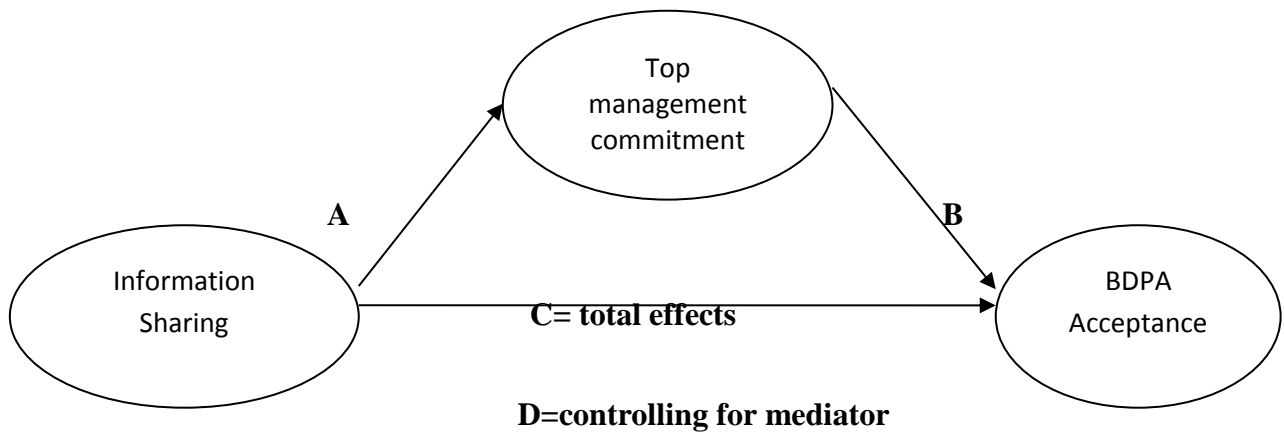 Top
management
commitment
A
B
Information
Sharing
BDPA
Acceptance
C= total effects
D=controlling for mediator